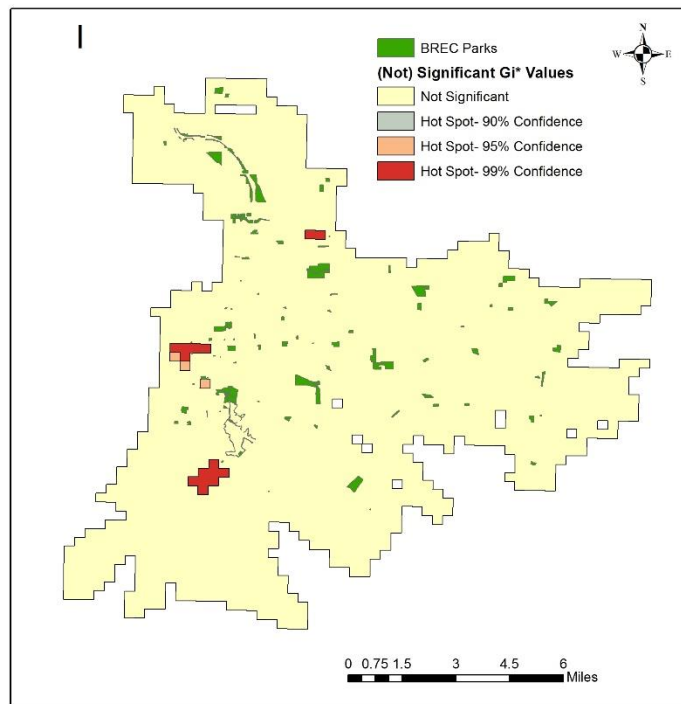 I
BREC Parks
(Not) Significant Gi* Values
Not Significant
Hot Spot- 90% Confidence
Hot Spot- 95% Confidence
Hot Spot- 99% Confidence
N
W E
S
0 0.75 1.5 3 4.5 6
Miles